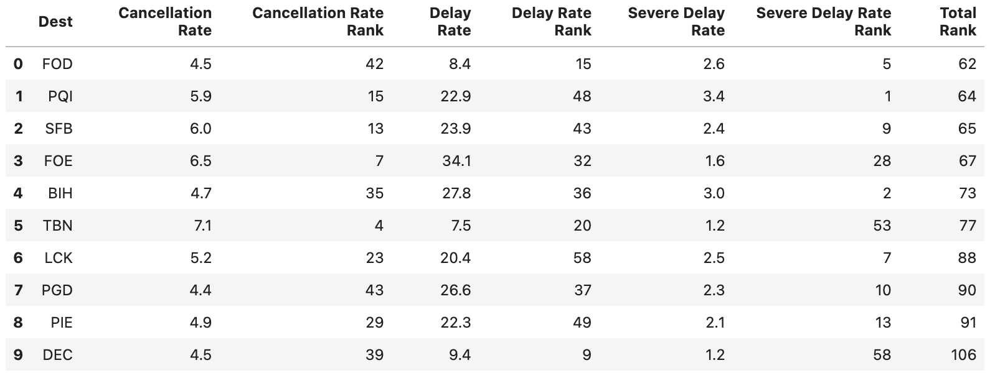 Dest Cancellation Rate Cancellation Rate Rank Delay Rate Delay Rate Rank Severe Delay Rate Severe Delay Rate Rank Total Rank
0 FOD 4.5 42 8.4 15 2.6 5 62
1 PQI 5.9 15 22.9 48 3.4 1 64
2 SFB 6.0 13 23.9 43 2.4 9 65
3 FOE 6.5 7 34.1 32 1.6 28 67
4 BIH 4.7 35 27.8 36 3.0 2 73
5 TBN 7.1 4 7.5 20 1.2 53 77
6 LCK 5.2 23 20.4 58 2.5 7 88
7 PGD 4.4 43 26.6 37 2.3 10 90
8 PIE 4.9 29 22.3 49 2.1 13 91
9 DEC 4.5 39 9.4 9 1.2 58 106